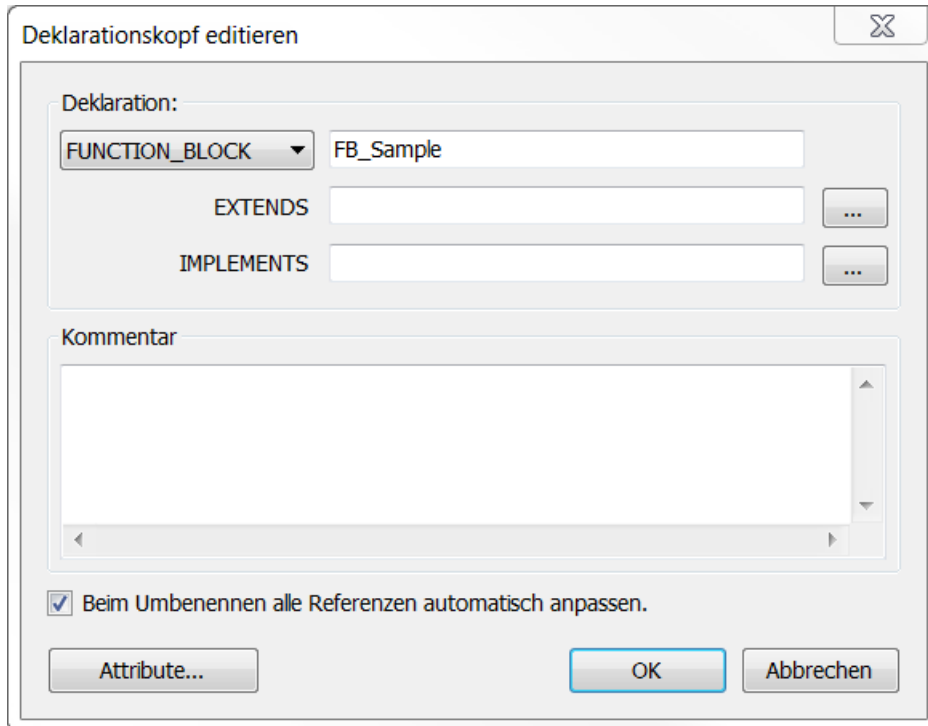 Deklarationskopf editieren
Deklaration:
FUNCTION_BLOCK FB_Sample
EXTENDS ...
IMPLEMENTS ...
Kommentar
Beim Umbenennen alle Referenzen automatisch anpassen.
Attribute... OK Abbrechen